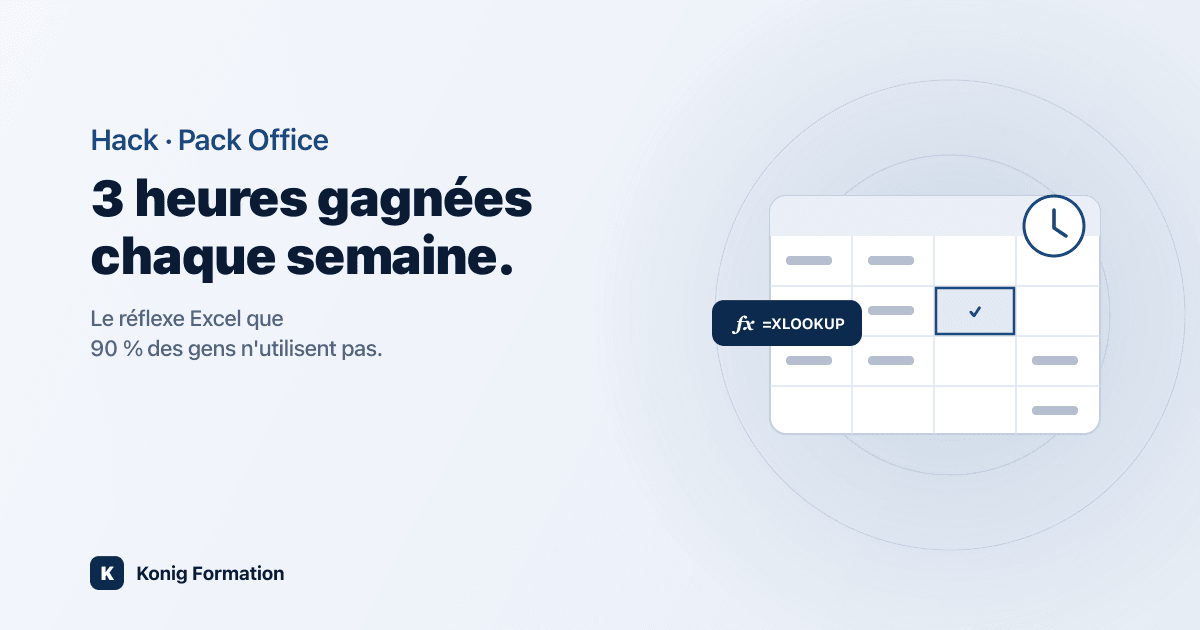 Hack · Pack Office
3 heures gagnées
chaque semaine.
Le réflexe Excel que
90 % des gens n'utilisent pas.
fx =XLOOKUP
K Konig Formation